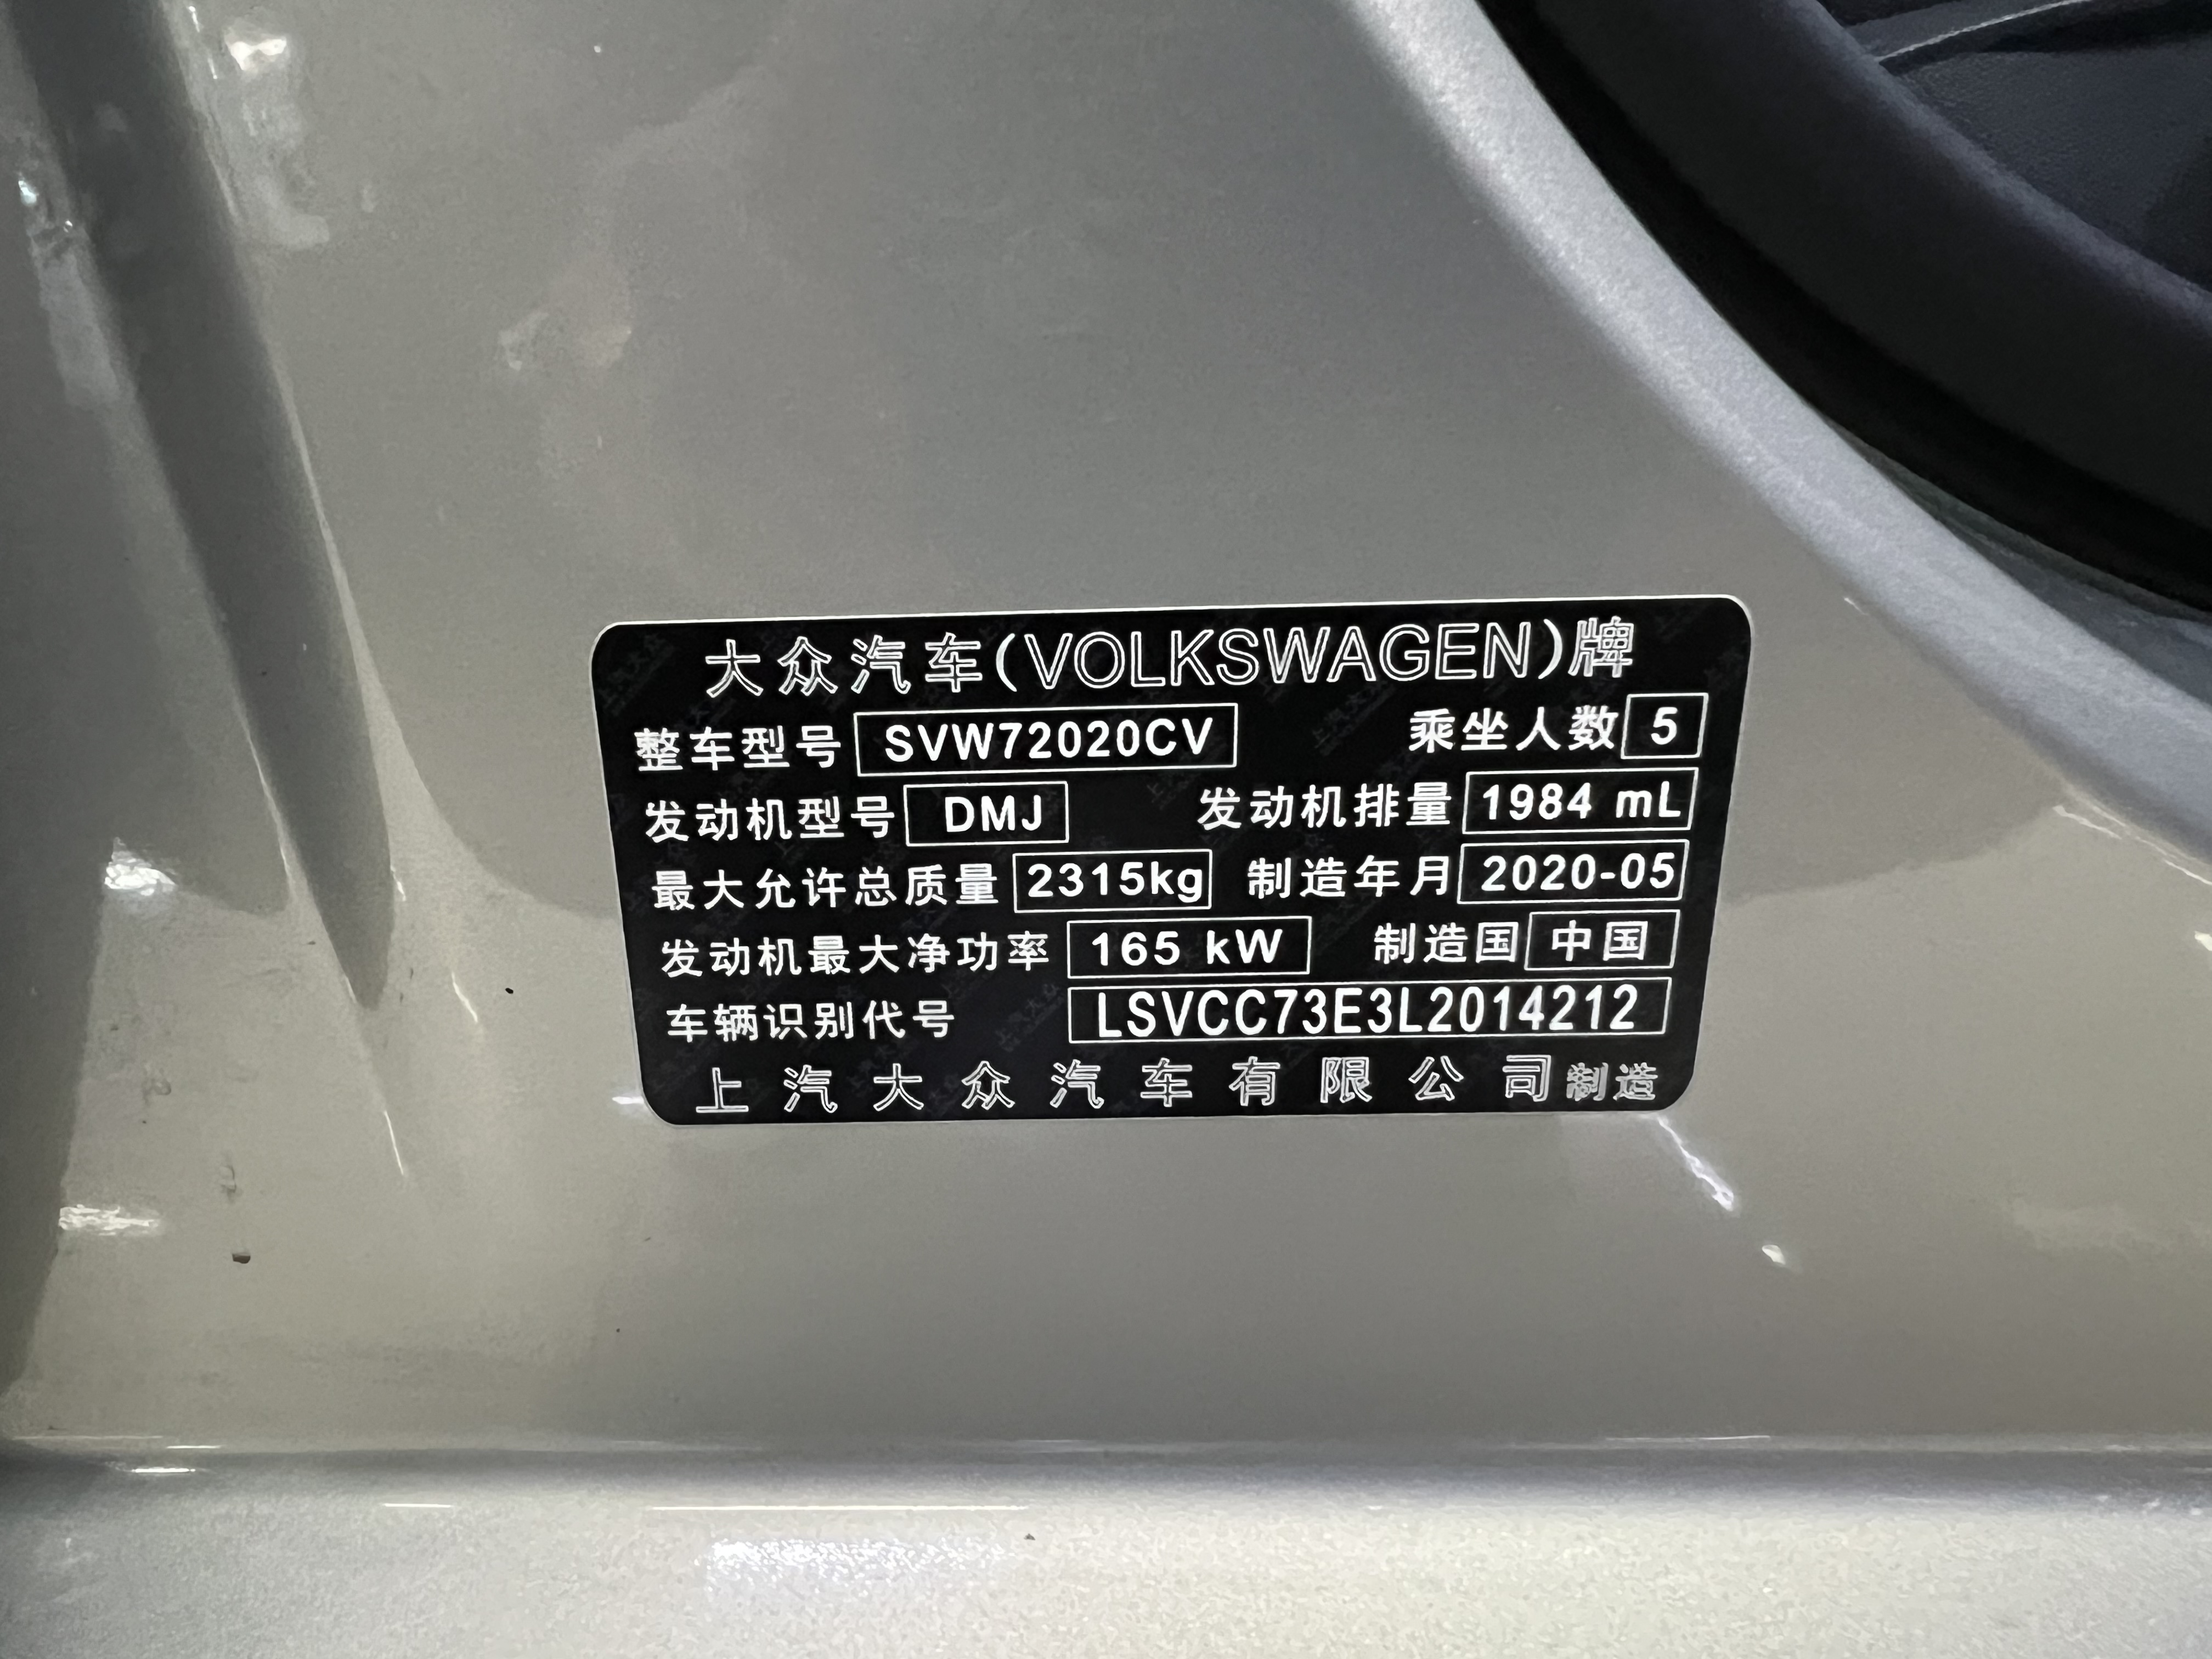 大众汽车(VOLKSWAGEN)牌
整车型号 SVW72020CV 乘坐人数 5
发动机型号 DMJ 发动机排量 1984 mL
最大允许总质量 2315kg 制造年月 2020-05
发动机最大净功率 165 kW 制造国 中国
车辆识别代号 LSVCC73E3L2014212
上汽大众汽车有限公司制造